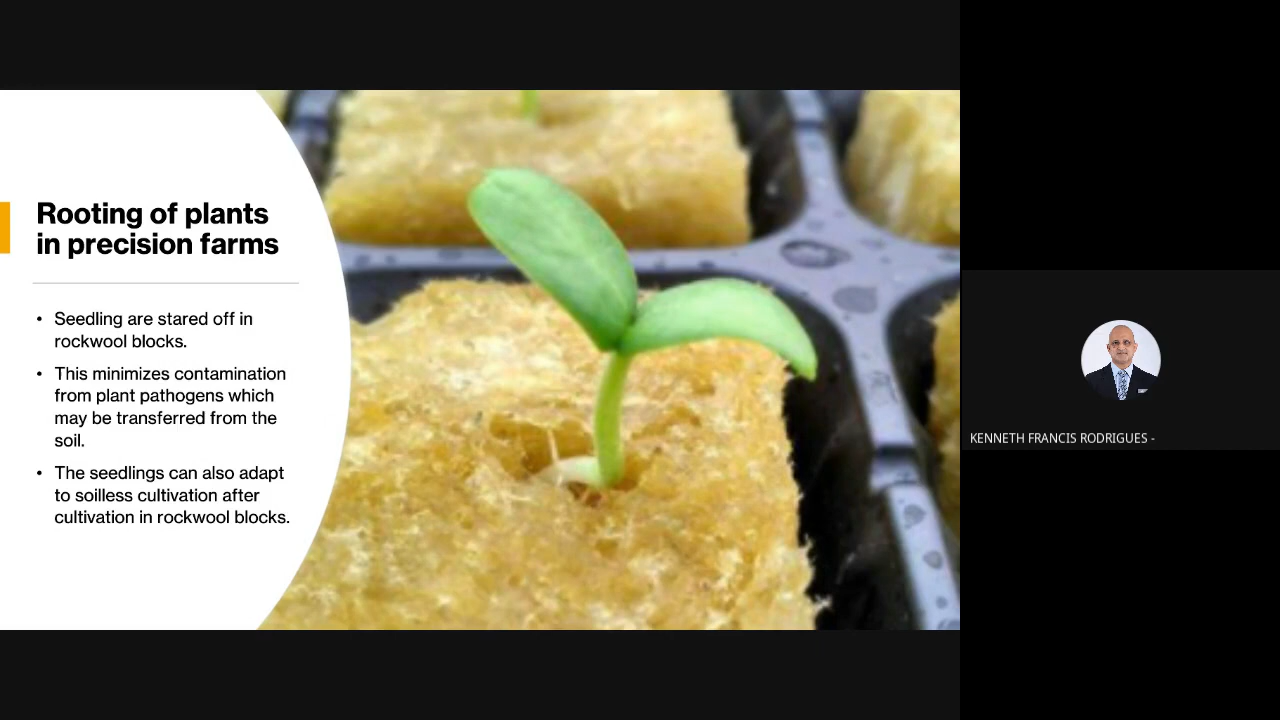 Rooting of plants
in precision farms
• Seedling are stared off in
rockwool blocks.
• This minimizes contamination
from plant pathogens which
may be transferred from the
soil.
• The seedlings can also adapt
to soilless cultivation after
cultivation in rockwool blocks.
KENNETH FRANCIS RODRIGUES -